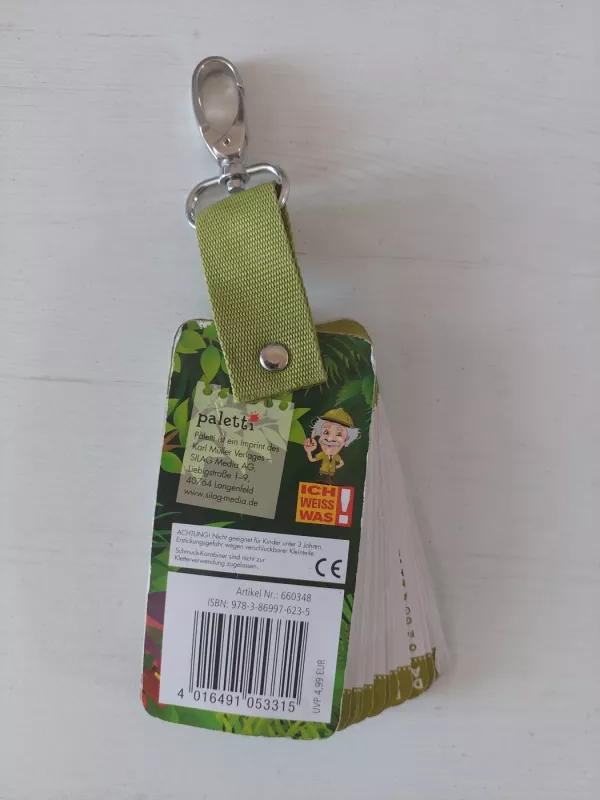 paletti
Paletti ist ein Imprint des
Karl Müller Verlages –
SILAG Media AG,
Liebigstraße 1–9,
40764 Langenfeld
www.silag-media.de
ICH
WEISS
WAS
!
ACHTUNG! Nicht geeignet für Kinder unter 3 Jahren.
Erstickungsgefahr wegen verschluckbarer Kleinteile.
Schmuck-Karabiner sind nicht zur
Kletterverwendung zugelassen.
CE
Artikel Nr.: 660348
ISBN: 978-3-86997-623-5
4 016491 053315
UVP 4,99 EUR